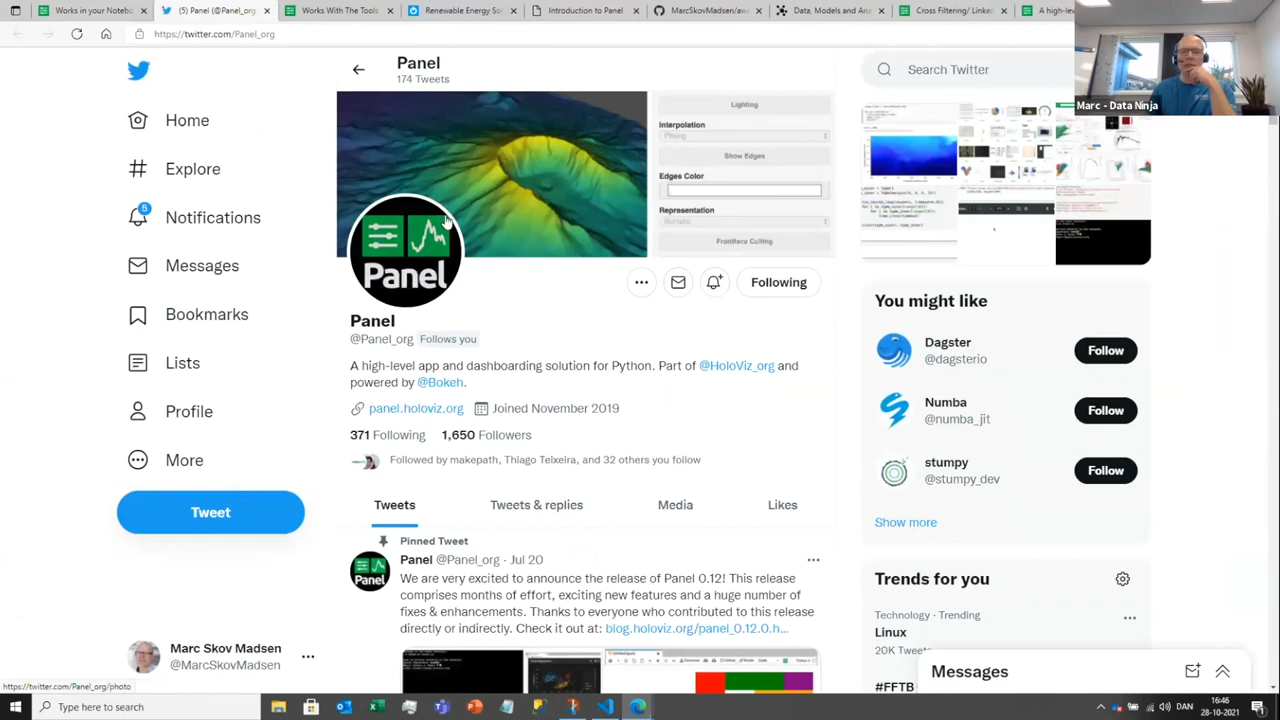 Works in your Notebook
(5) Panel (@Panel_org)
Works With The Tools
Renewable Energy So
Introduction to Panel
MarcSkovMadsen/aw
Data, Models and An
Cross Filtering/ Linked
A high-lev
https://twitter.com/Panel_org
Marc - Data Ninja
Home
Explore
5
Notifications
Messages
Bookmarks
Lists
Profile
More
Tweet
Marc Skov Madsen
@MarcSkovMadsen
Panel
174 Tweets
Lighting
Interpolation
Show Edges
Edges Color
Representation
Frontface Culling
Panel
Following
Panel
@Panel_org Follows you
A high-level app and dashboarding solution for Python. Part of @HoloViz_org and
powered by @Bokeh.
panel.holoviz.org Joined November 2019
371 Following 1,650 Followers
Followed by makepath, Thiago Teixeira, and 32 others you follow
Tweets Tweets & replies Media Likes
Pinned Tweet
Panel @Panel_org · Jul 20
Panel
We are very excited to announce the release of Panel 0.12! This release
comprises months of effort, exciting new features and a huge number of
fixes & enhancements. Thanks to everyone who contributed to this release
directly or indirectly. Check it out at: blog.holoviz.org/panel_0.12.0.h...
Search Twitter
You might like
Dagster
@dagsterio
Follow
Numba
@numba_jit
Follow
stumpy
@stumpy_dev
Follow
Show more
Trends for you
Technology · Trending
Linux
20K Tweets
#FFTB
Messages
https://twitter.com/Panel_org/photo
Type here to search
DAN
16:46
28-10-2021